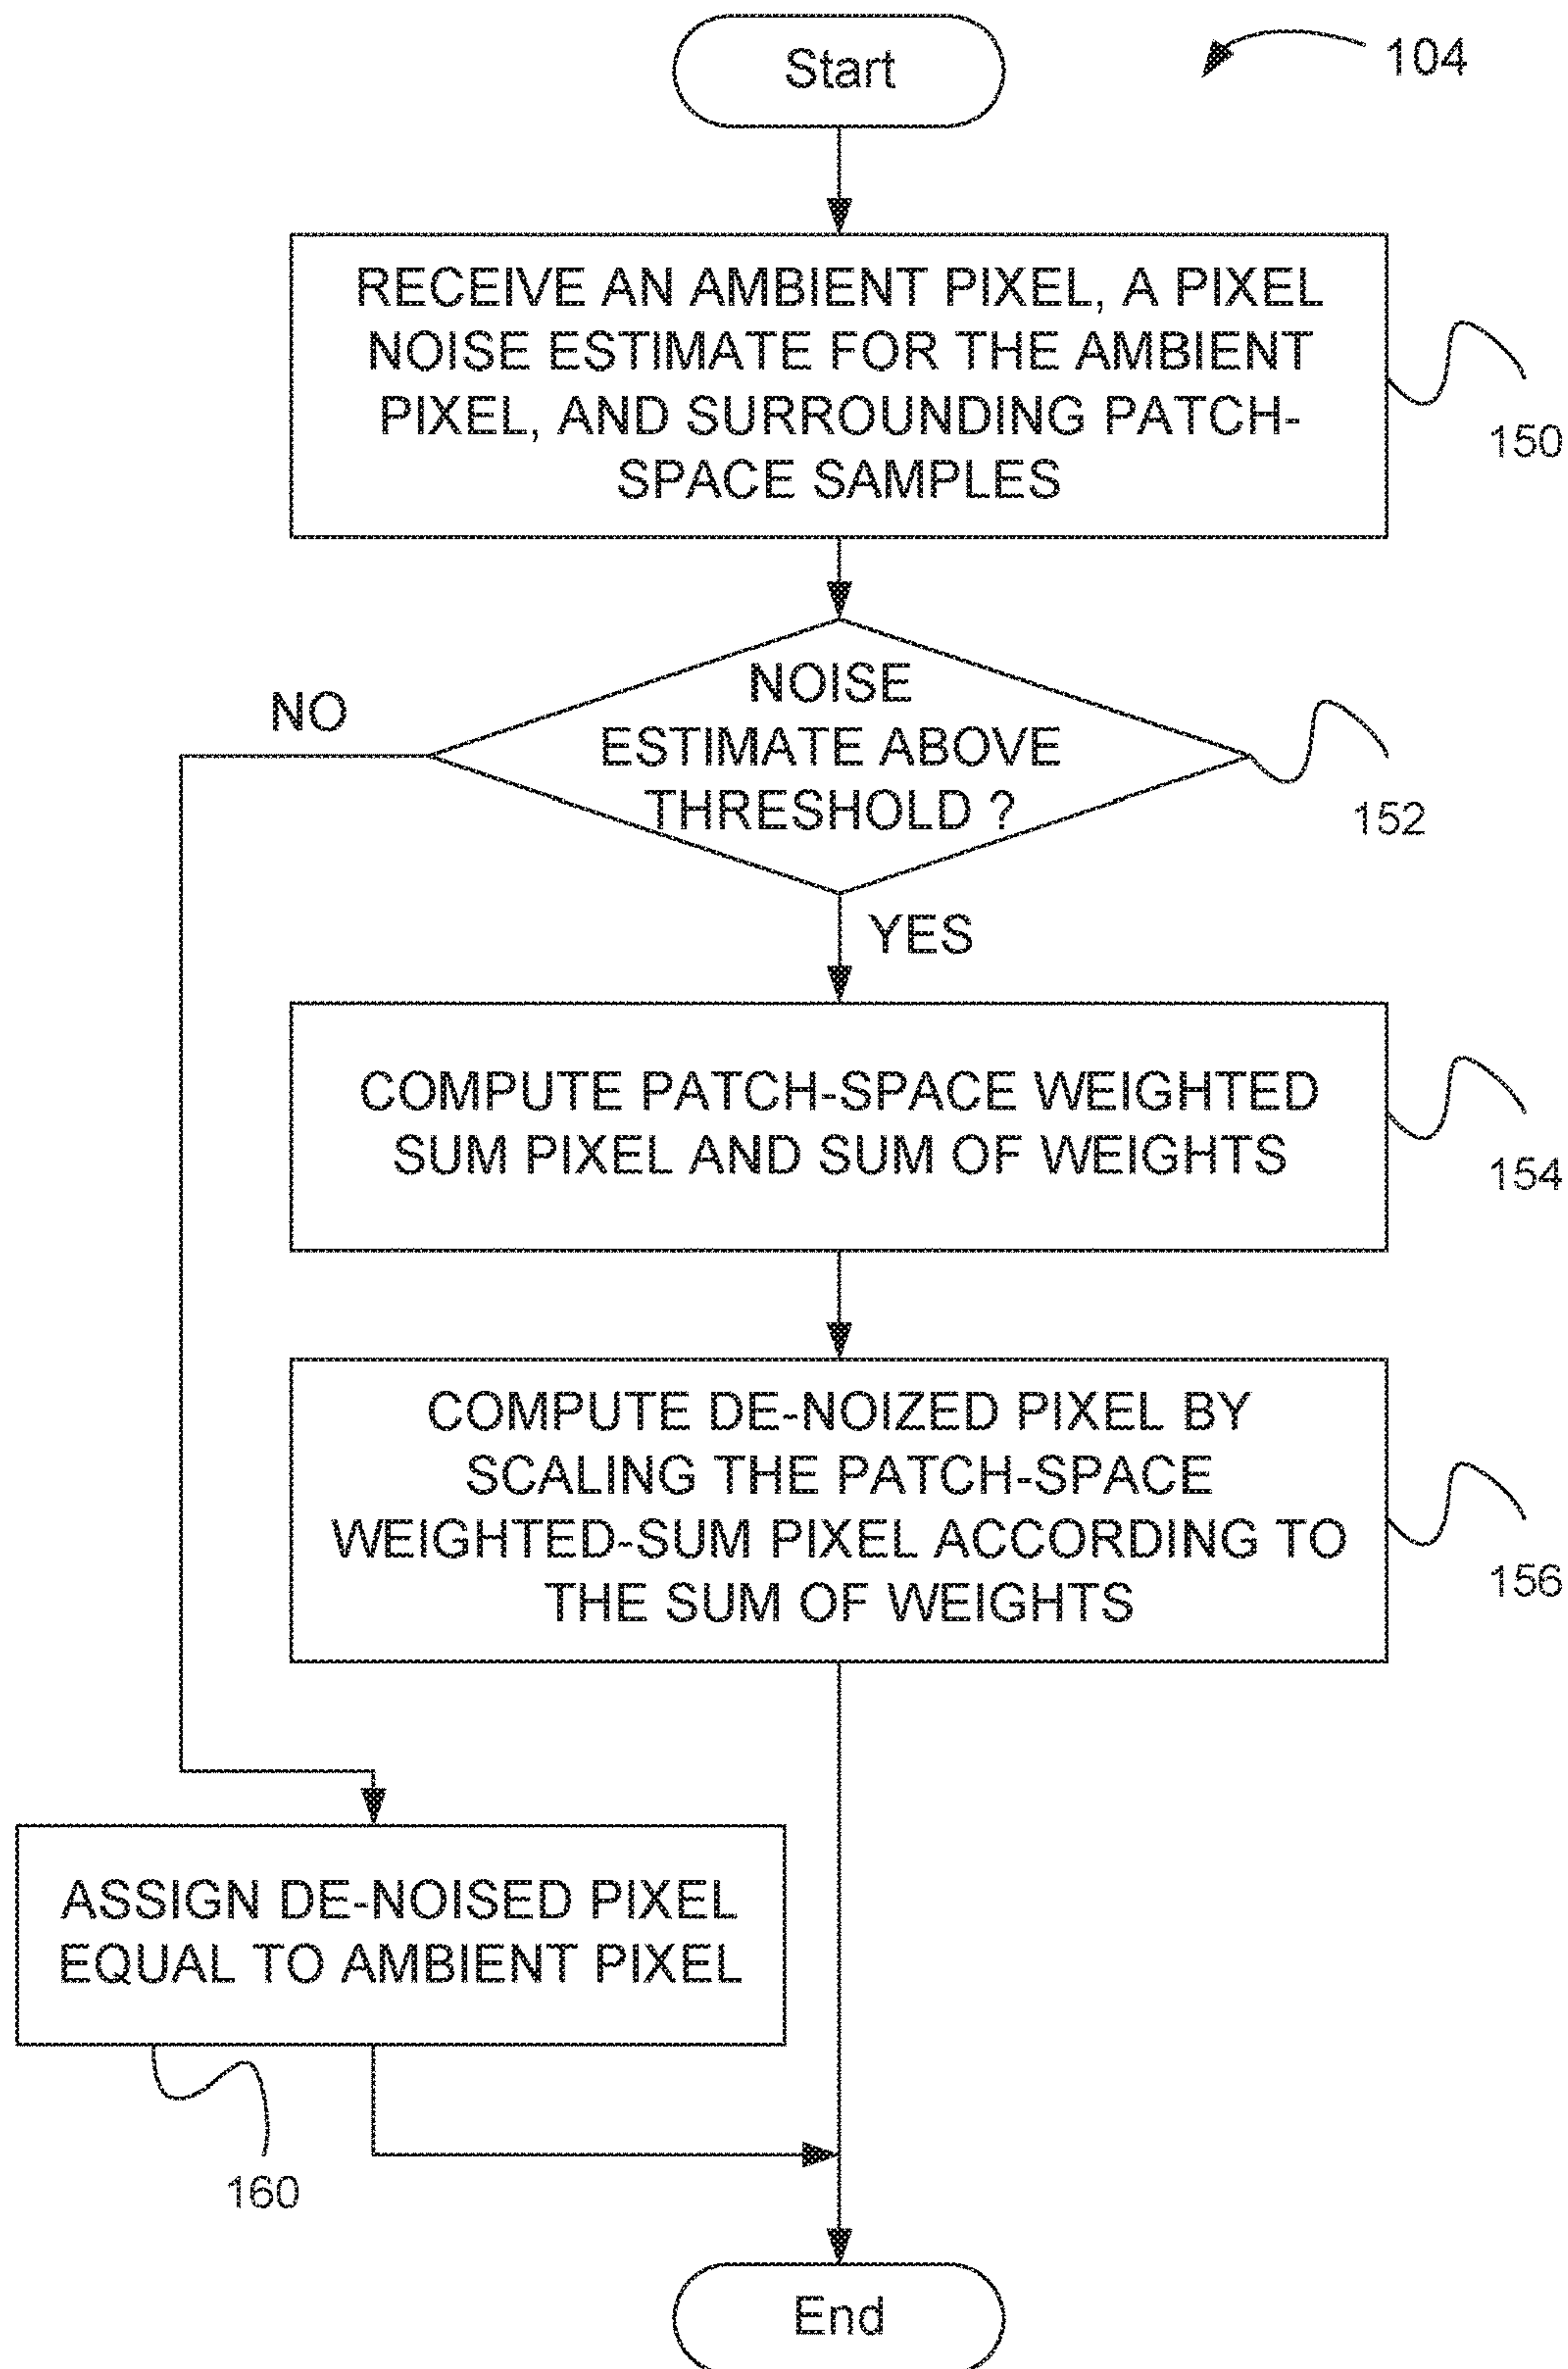 Start
104
RECEIVE AN AMBIENT PIXEL, A PIXEL
NOISE ESTIMATE FOR THE AMBIENT
PIXEL, AND SURROUNDING PATCH-
SPACE SAMPLES
150
NOISE
ESTIMATE ABOVE
THRESHOLD ?
NO
152
YES
COMPUTE PATCH-SPACE WEIGHTED
SUM PIXEL AND SUM OF WEIGHTS
154
COMPUTE DE-NOIZED PIXEL BY
SCALING THE PATCH-SPACE
WEIGHTED-SUM PIXEL ACCORDING TO
THE SUM OF WEIGHTS
156
ASSIGN DE-NOISED PIXEL
EQUAL TO AMBIENT PIXEL
160
End